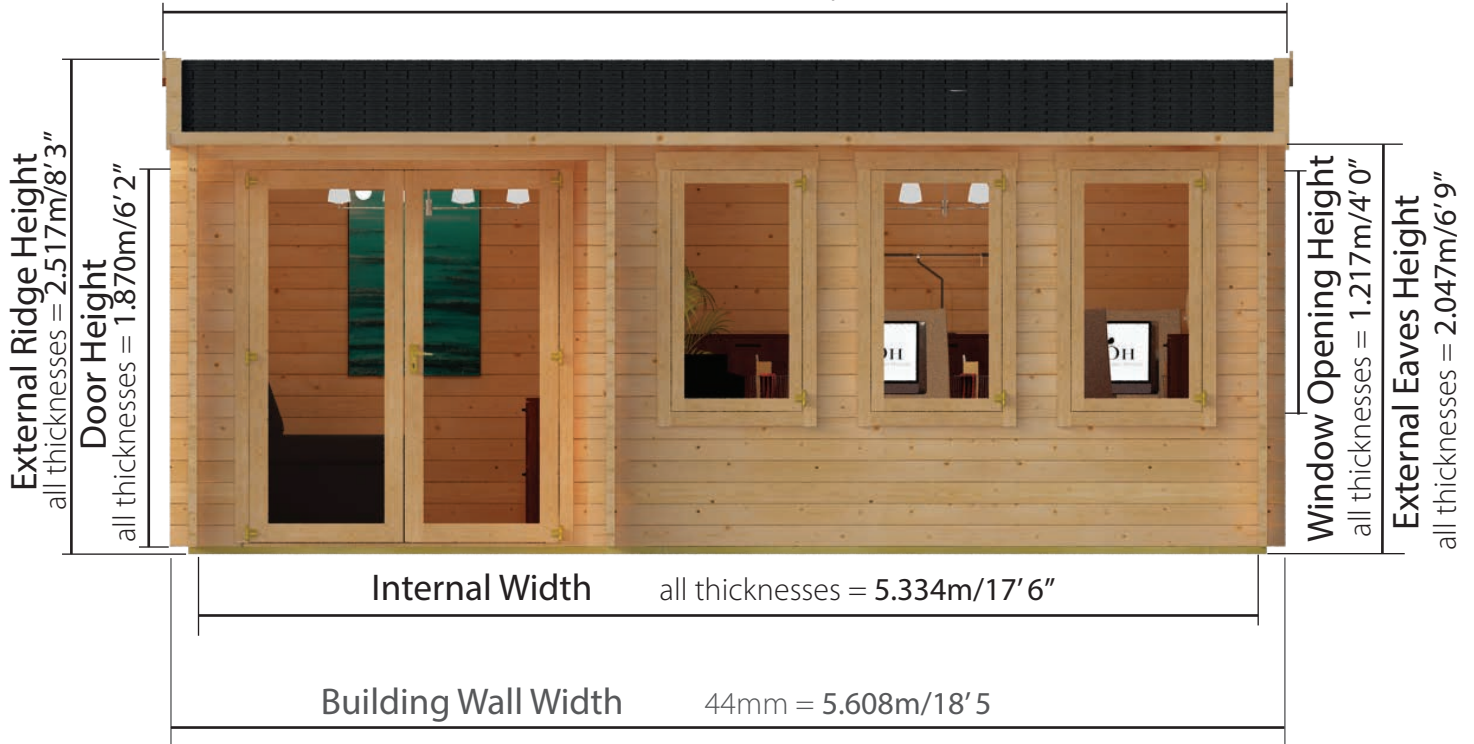 External Ridge Height
all thicknesses = 2.517m/8’3”
Door Height
all thicknesses = 1.870m/6’2”
Window Opening Height
all thicknesses = 1.217m/4’0”
External Eaves Height
all thicknesses = 2.047m/6’9”
Internal Width all thicknesses = 5.334m/17’6”
Building Wall Width 44mm = 5.608m/18’5